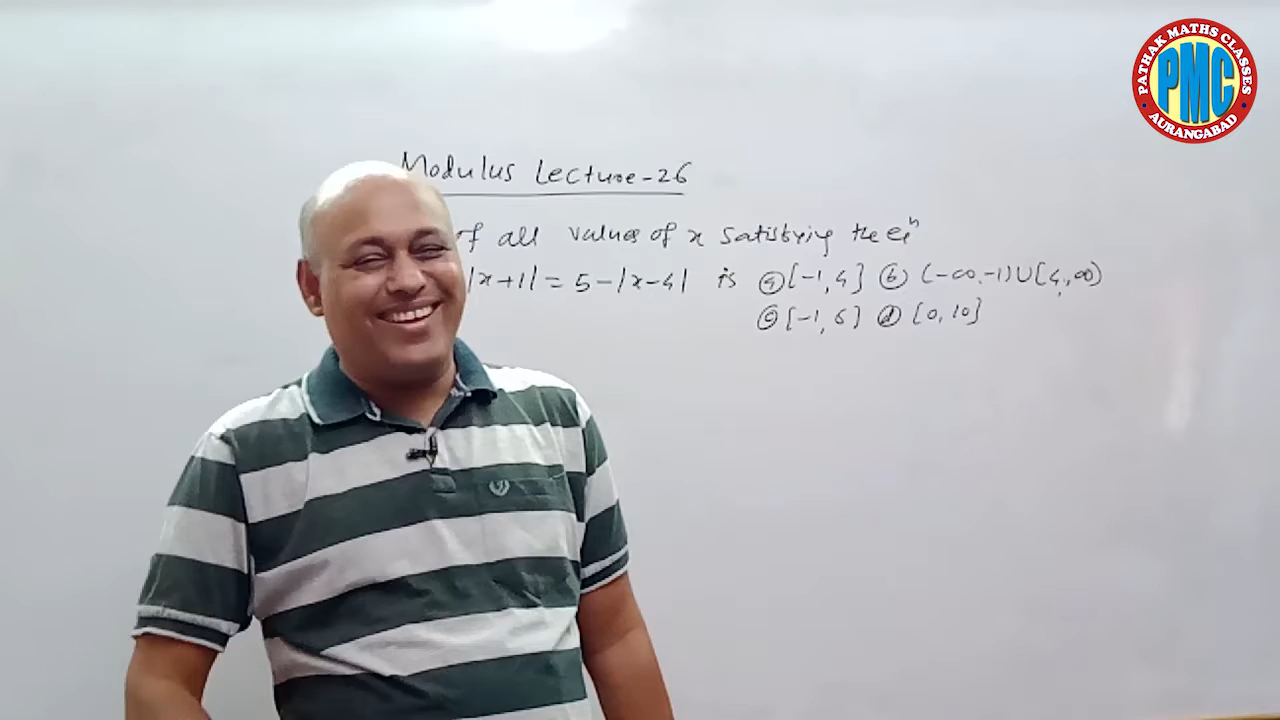 PATHAK MATHS CLASSES
PMC
AURANGABAD
Modulus Lecture-26
of all values of x satisfying the eqⁿ
|x+1| = 5-|x-4| is ⓐ [-1,4] ⓑ (-∞,-1)∪[4,∞)
ⓒ [-1,5] ⓓ [0,10]